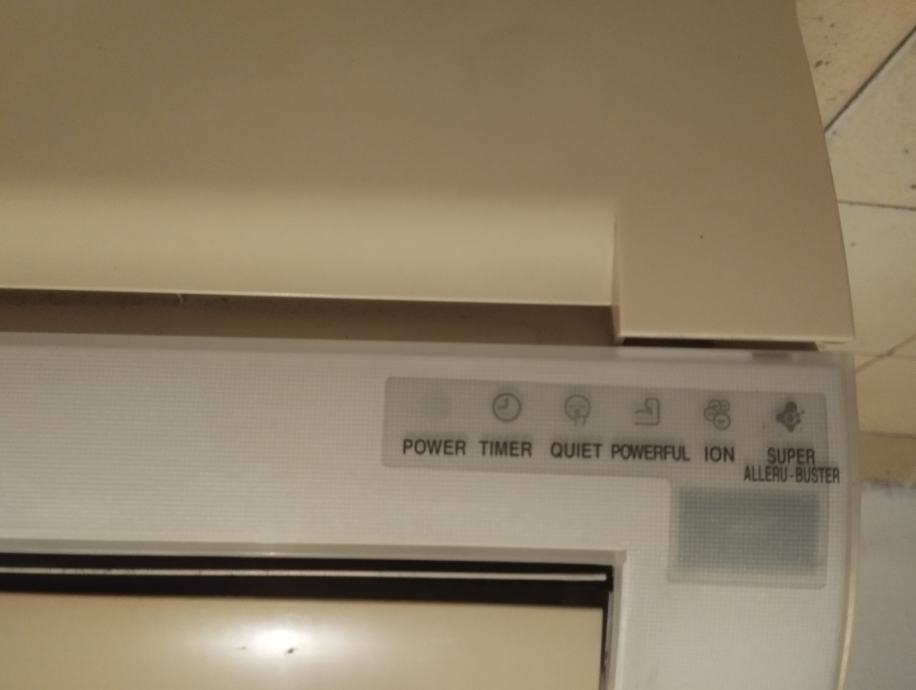 POWER TIMER QUIET POWERFUL ION SUPER
ALLERU-BUSTER